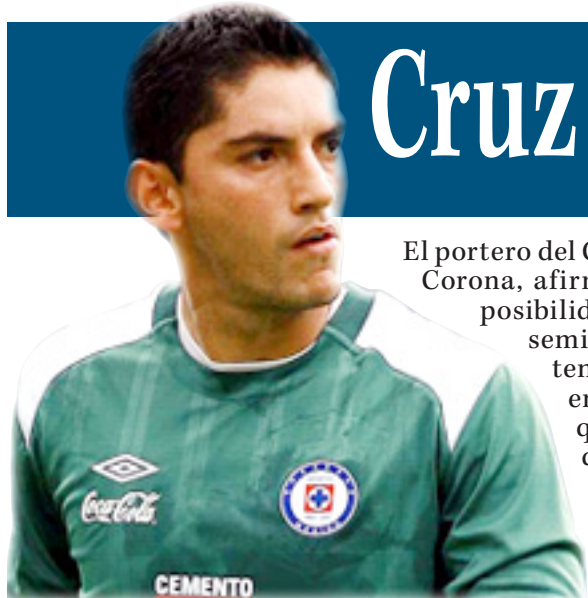 Cruz
El portero del C
Corona, afirm
posibilid
semi
ten
en
q
c
Coca-Cola
CEMENTO